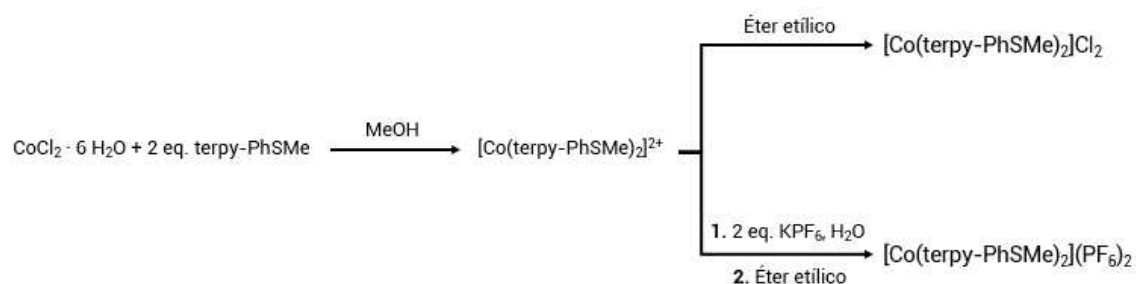 Éter etílico
[Co(terpy-PhSMe)₂]Cl₂
MeOH
CoCl₂ · 6 H₂O + 2 eq. terpy-PhSMe
[Co(terpy-PhSMe)₂]²⁺
1. 2 eq. KPF₆, H₂O
[Co(terpy-PhSMe)₂](PF₆)₂
2. Éter etílico